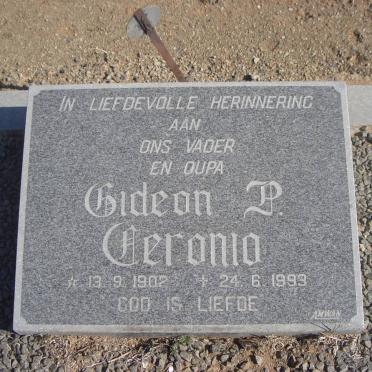 IN LIEFDEVOLLE HERINNERING
AAN
ONS VADER
EN OUPA
Gideon P.
Ceronio
☆ 13.9.1902 ✝ 24.6.1993
GOD IS LIEFDE